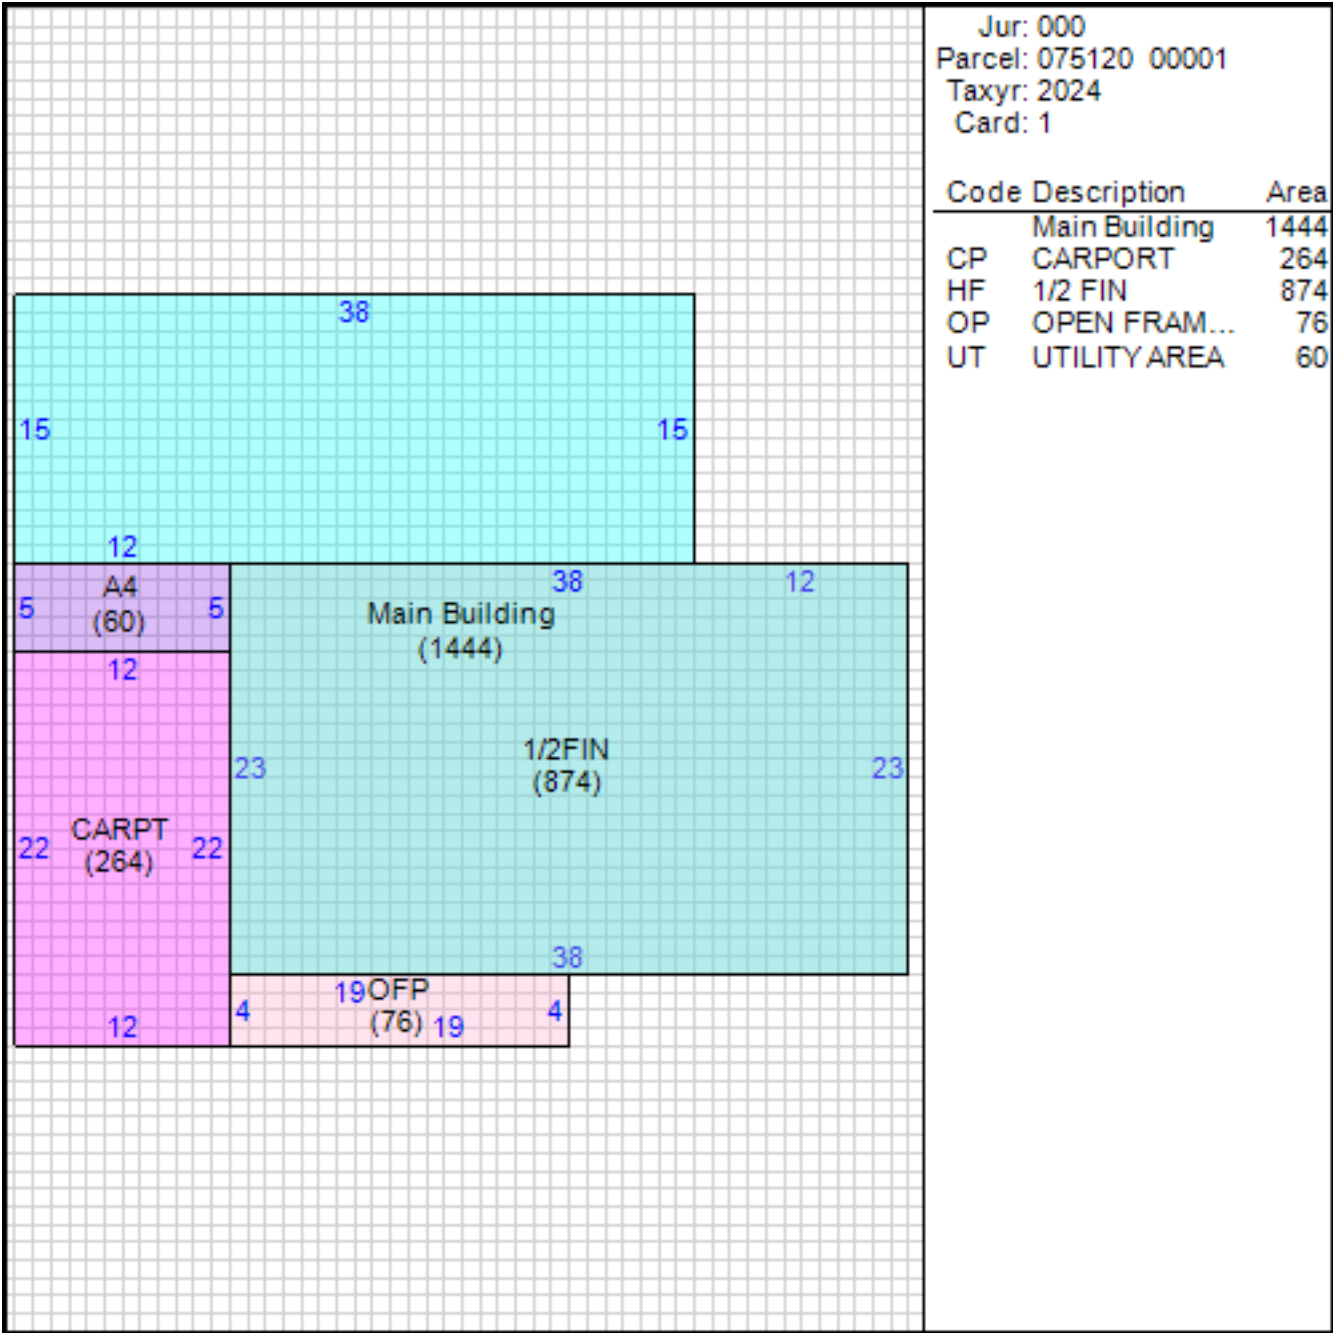 Jur: 000
Parcel: 075120 00001
Taxyr: 2024
Card: 1
Code Description Area
Main Building 1444
CP CARPORT 264
HF 1/2 FIN 874
OP OPEN FRAM... 76
UT UTILITY AREA 60
38
15 15
12
A4
(60)
5 5
38 12
Main Building
(1444)
12
1/2FIN
(874)
23 23
CARPT
(264)
22 22
38
19 OFP
(76) 19
4 4
12